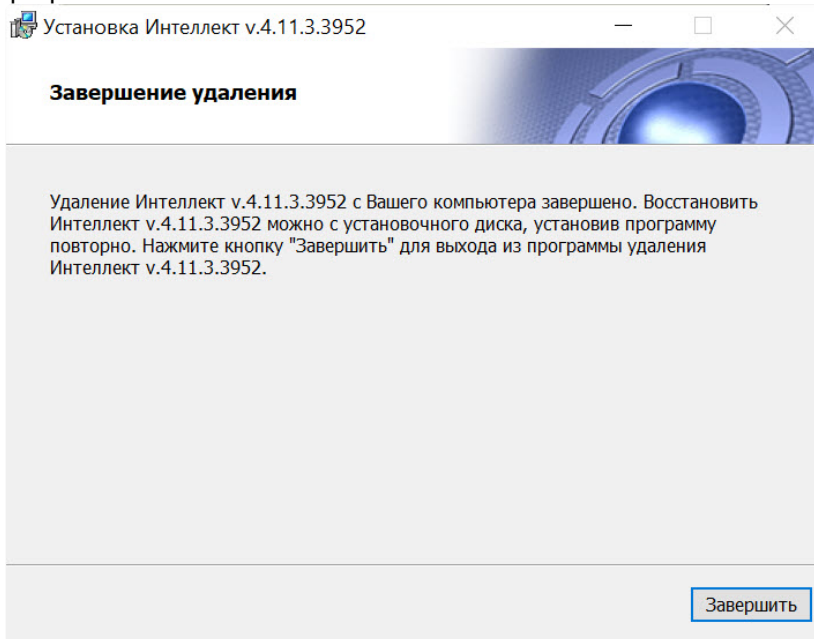 Установка Интеллект v.4.11.3.3952
Завершение удаления
Удаление Интеллект v.4.11.3.3952 с Вашего компьютера завершено. Восстановить
Интеллект v.4.11.3.3952 можно с установочного диска, установив программу
повторно. Нажмите кнопку "Завершить" для выхода из программы удаления
Интеллект v.4.11.3.3952.
Завершить